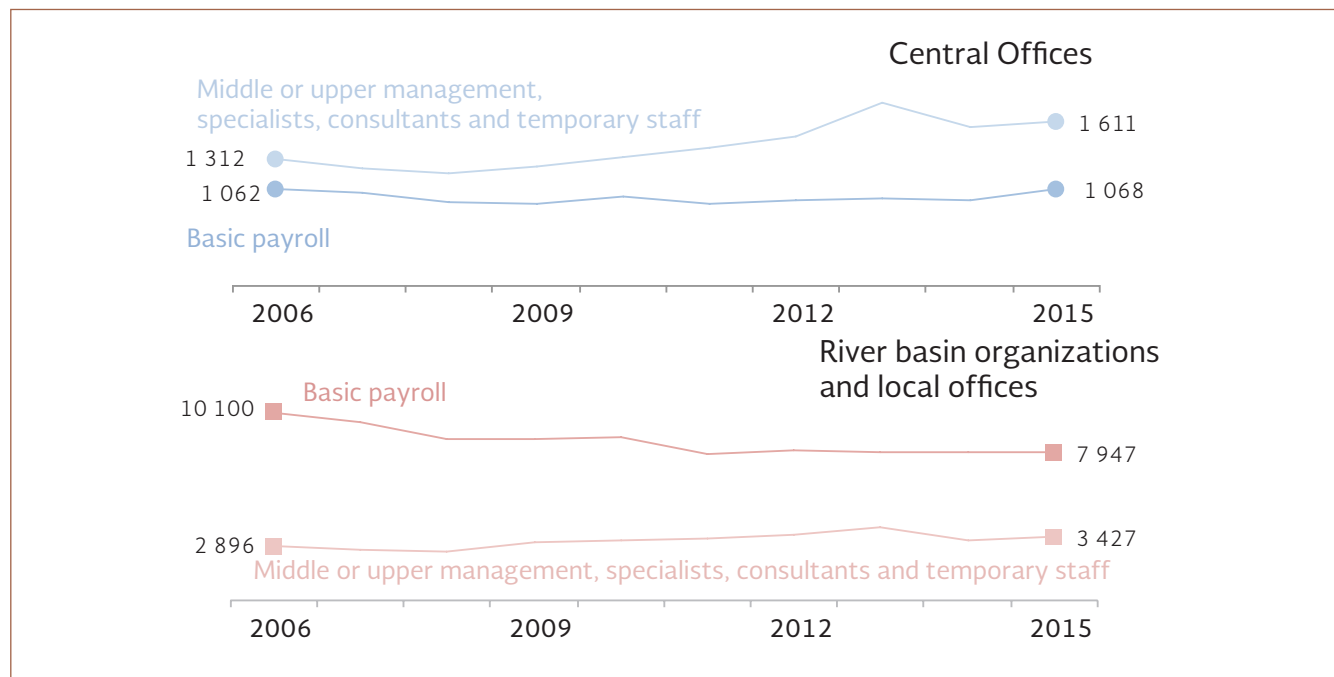 Central Offices
Middle or upper management,
specialists, consultants and temporary staff
1 312
1 611
1 062
1 068
Basic payroll
2006 2009 2012 2015
River basin organizations
and local offices
Basic payroll
10 100
7 947
2 896
3 427
Middle or upper management, specialists, consultants and temporary staff
2006 2009 2012 2015